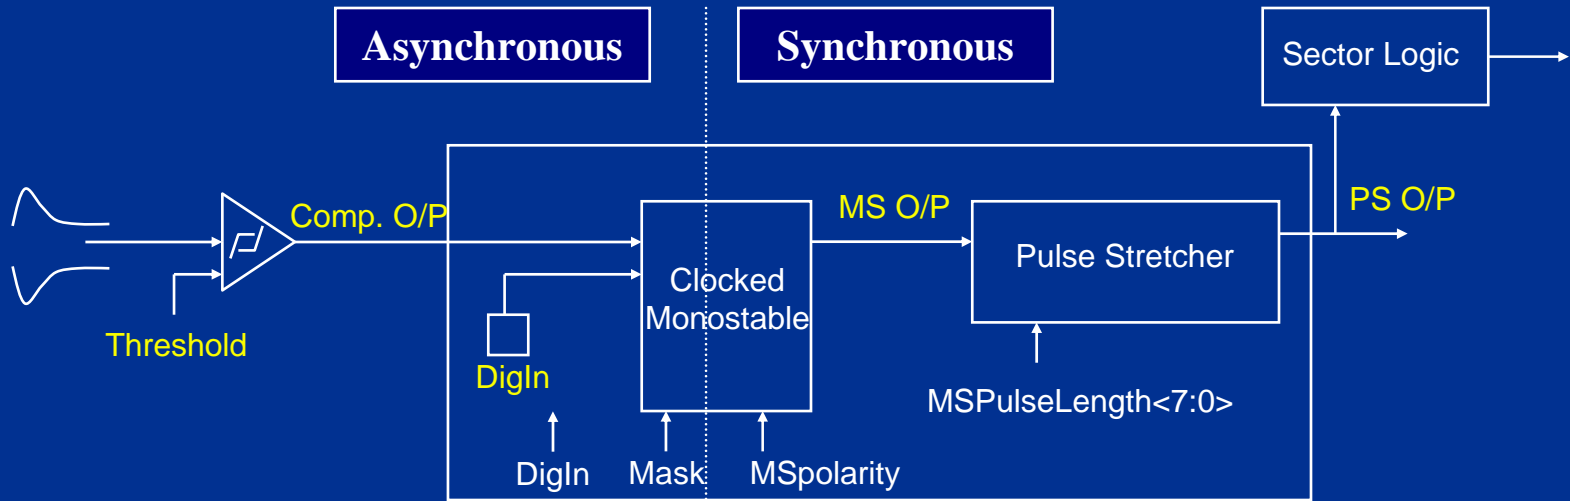 Asynchronous
Synchronous
Sector Logic
Comp. O/P
MS O/P
PS O/P
Pulse Stretcher
Clocked
Monostable
Threshold
DigIn
MSPulseLength<7:0>
DigIn
Mask
MSpolarity